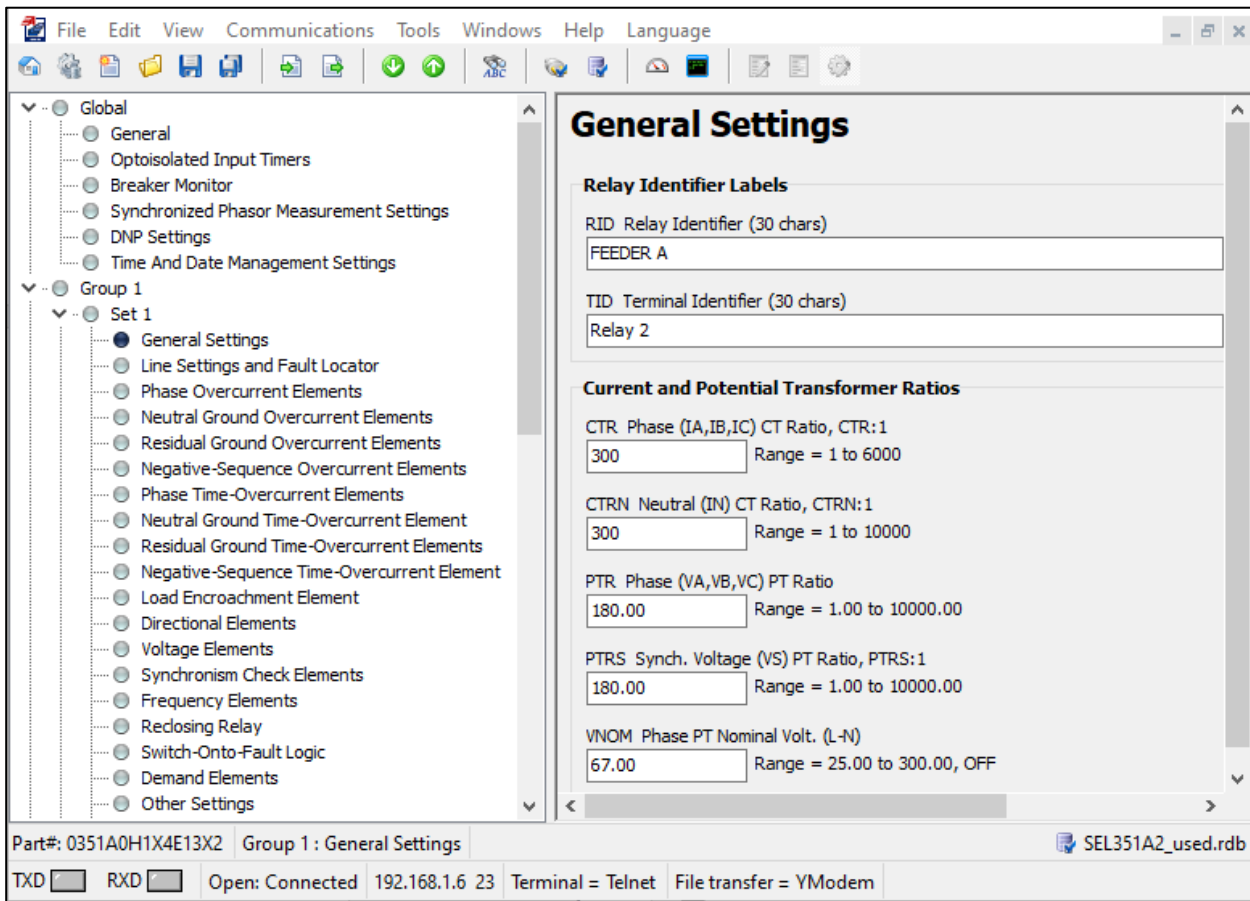 File Edit View Communications Tools Windows Help Language
ABC
Global
General
Optoisolated Input Timers
Breaker Monitor
Synchronized Phasor Measurement Settings
DNP Settings
Time And Date Management Settings
Group 1
Set 1
General Settings
Line Settings and Fault Locator
Phase Overcurrent Elements
Neutral Ground Overcurrent Elements
Residual Ground Overcurrent Elements
Negative-Sequence Overcurrent Elements
Phase Time-Overcurrent Elements
Neutral Ground Time-Overcurrent Element
Residual Ground Time-Overcurrent Elements
Negative-Sequence Time-Overcurrent Element
Load Encroachment Element
Directional Elements
Voltage Elements
Synchronism Check Elements
Frequency Elements
Reclosing Relay
Switch-Onto-Fault Logic
Demand Elements
Other Settings
General Settings
Relay Identifier Labels
RID Relay Identifier (30 chars)
FEEDER A
TID Terminal Identifier (30 chars)
Relay 2
Current and Potential Transformer Ratios
CTR Phase (IA,IB,IC) CT Ratio, CTR:1
300 Range = 1 to 6000
CTRN Neutral (IN) CT Ratio, CTRN:1
300 Range = 1 to 10000
PTR Phase (VA,VB,VC) PT Ratio
180.00 Range = 1.00 to 10000.00
PTRS Synch. Voltage (VS) PT Ratio, PTRS:1
180.00 Range = 1.00 to 10000.00
VNOM Phase PT Nominal Volt. (L-N)
67.00 Range = 25.00 to 300.00, OFF
Part#: 0351A0H1X4E13X2 Group 1 : General Settings SEL351A2_used.rdb
TXD RXD Open: Connected 192.168.1.6 23 Terminal = Telnet File transfer = YModem